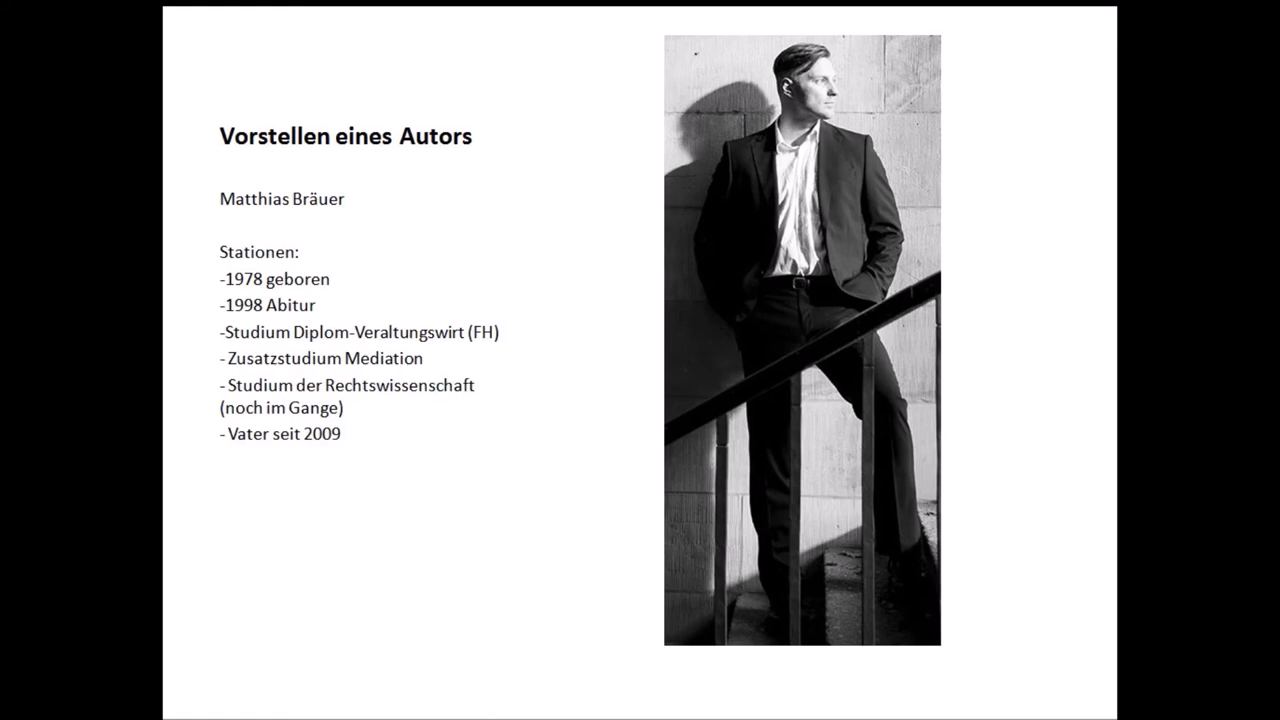 Vorstellen eines Autors
Matthias Bräuer
Stationen:
-1978 geboren
-1998 Abitur
-Studium Diplom-Veraltungswirt (FH)
- Zusatzstudium Mediation
- Studium der Rechtswissenschaft
(noch im Gange)
- Vater seit 2009